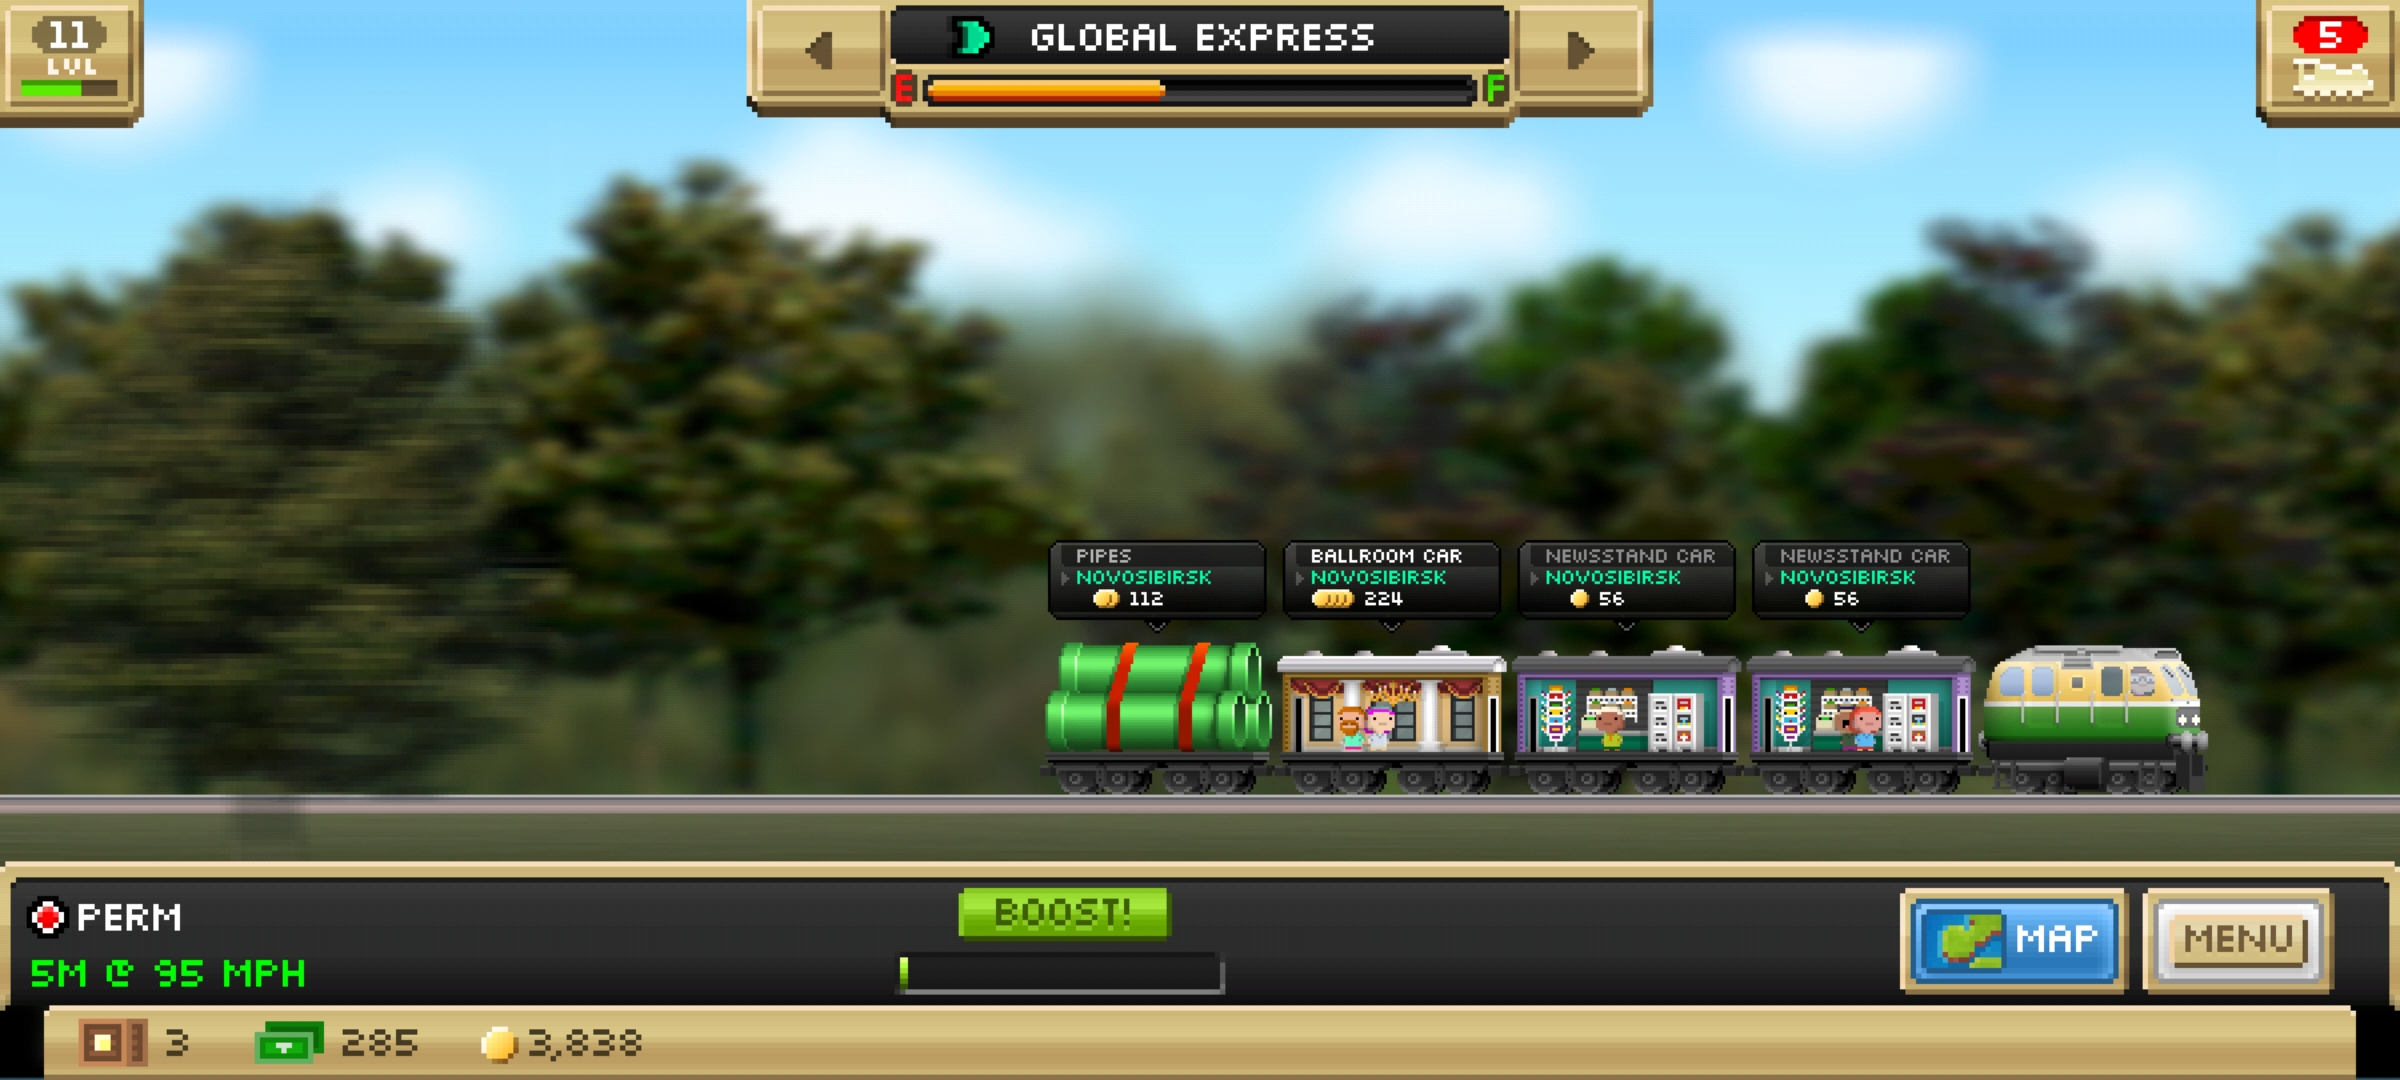 11
LVL
GLOBAL EXPRESS
E F
5
PIPES
NOVOSIBIRSK
112
BALLROOM CAR
NOVOSIBIRSK
224
NEWSSTAND CAR
NOVOSIBIRSK
56
NEWSSTAND CAR
NOVOSIBIRSK
56
PERM
5M @ 95 MPH
BOOST!
MAP
MENU
3
285
3,838